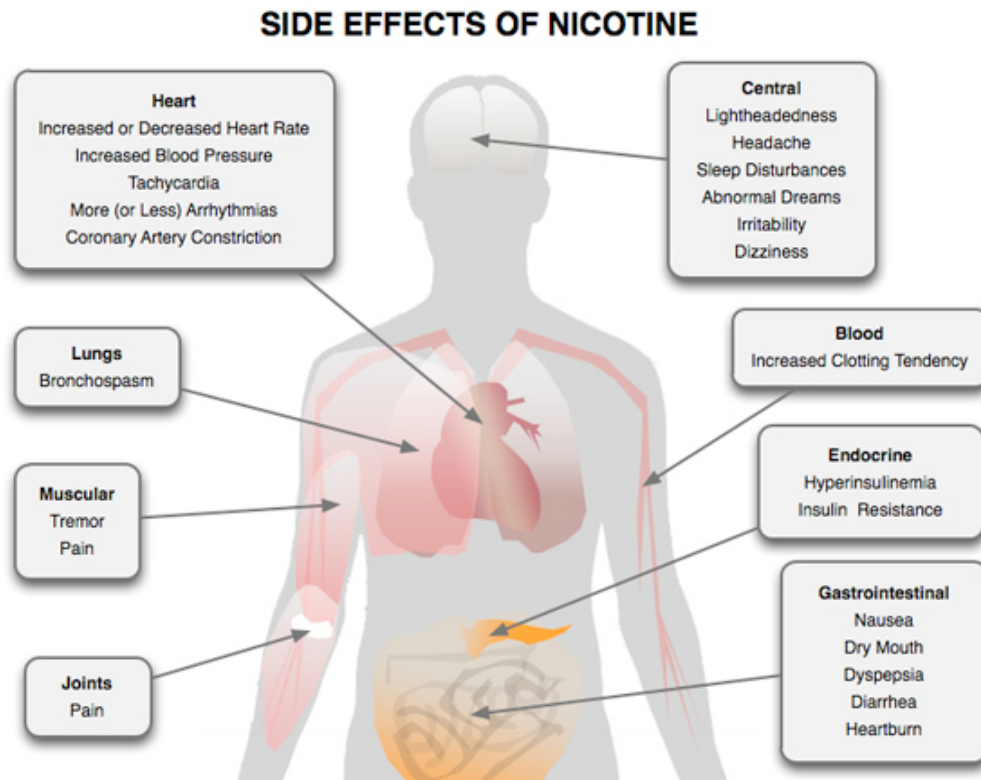 SIDE EFFECTS OF NICOTINE
Heart
Increased or Decreased Heart Rate
Increased Blood Pressure
Tachycardia
More (or Less) Arrhythmias
Coronary Artery Constriction
Central
Lightheadedness
Headache
Sleep Disturbances
Abnormal Dreams
Irritability
Dizziness
Lungs
Bronchospasm
Blood
Increased Clotting Tendency
Muscular
Tremor
Pain
Endocrine
Hyperinsulinemia
Insulin Resistance
Joints
Pain
Gastrointestinal
Nausea
Dry Mouth
Dyspepsia
Diarrhea
Heartburn